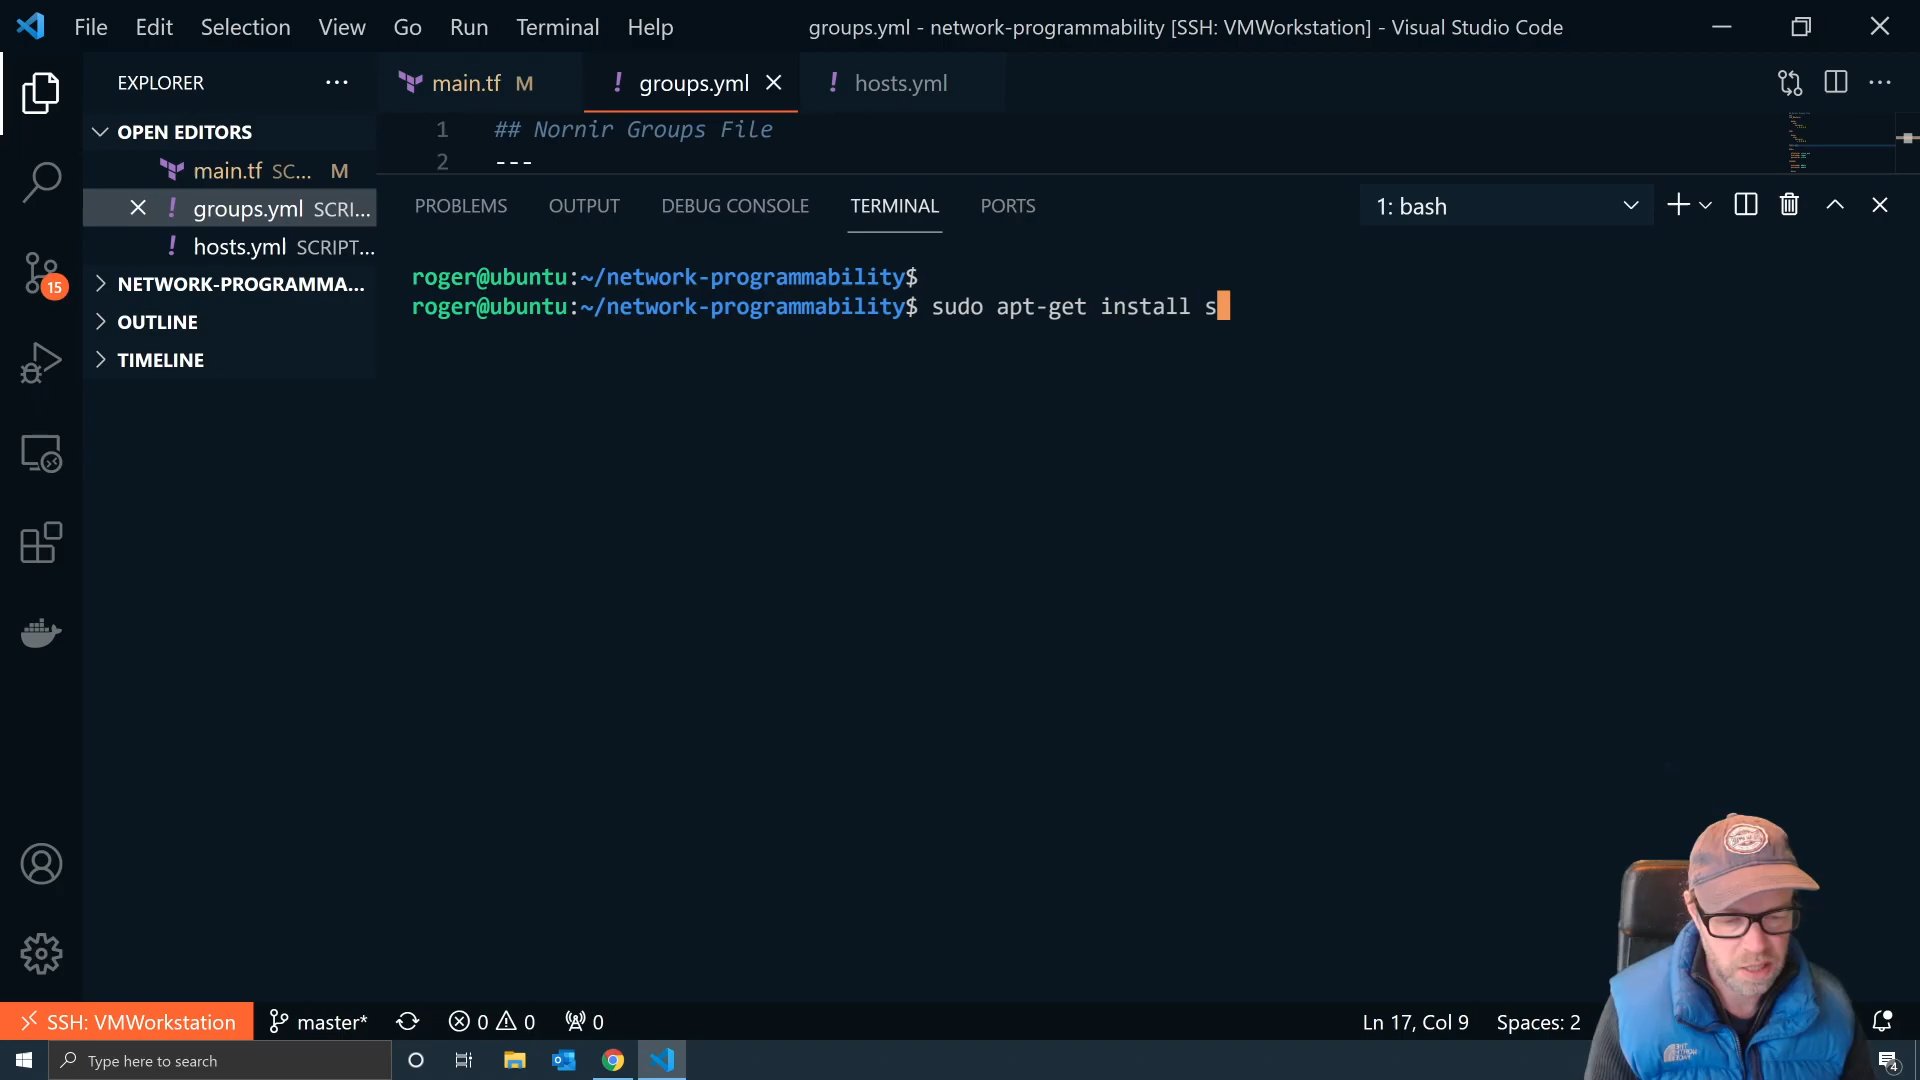 File Edit Selection View Go Run Terminal Help
groups.yml - network-programmability [SSH: VMWorkstation] - Visual Studio Code
EXPLORER
main.tf M
! groups.yml
! hosts.yml
OPEN EDITORS
main.tf SC... M
! groups.yml SCRI...
! hosts.yml SCRIPT...
NETWORK-PROGRAMMA...
OUTLINE
TIMELINE
1 ## Nornir Groups File
2 ---
PROBLEMS OUTPUT DEBUG CONSOLE TERMINAL PORTS
1: bash
roger@ubuntu:~/network-programmability$
roger@ubuntu:~/network-programmability$ sudo apt-get install s
15
THE NORTH FACE
SSH: VMWorkstation master* 0 0 0
Ln 17, Col 9 Spaces: 2
Type here to search
4